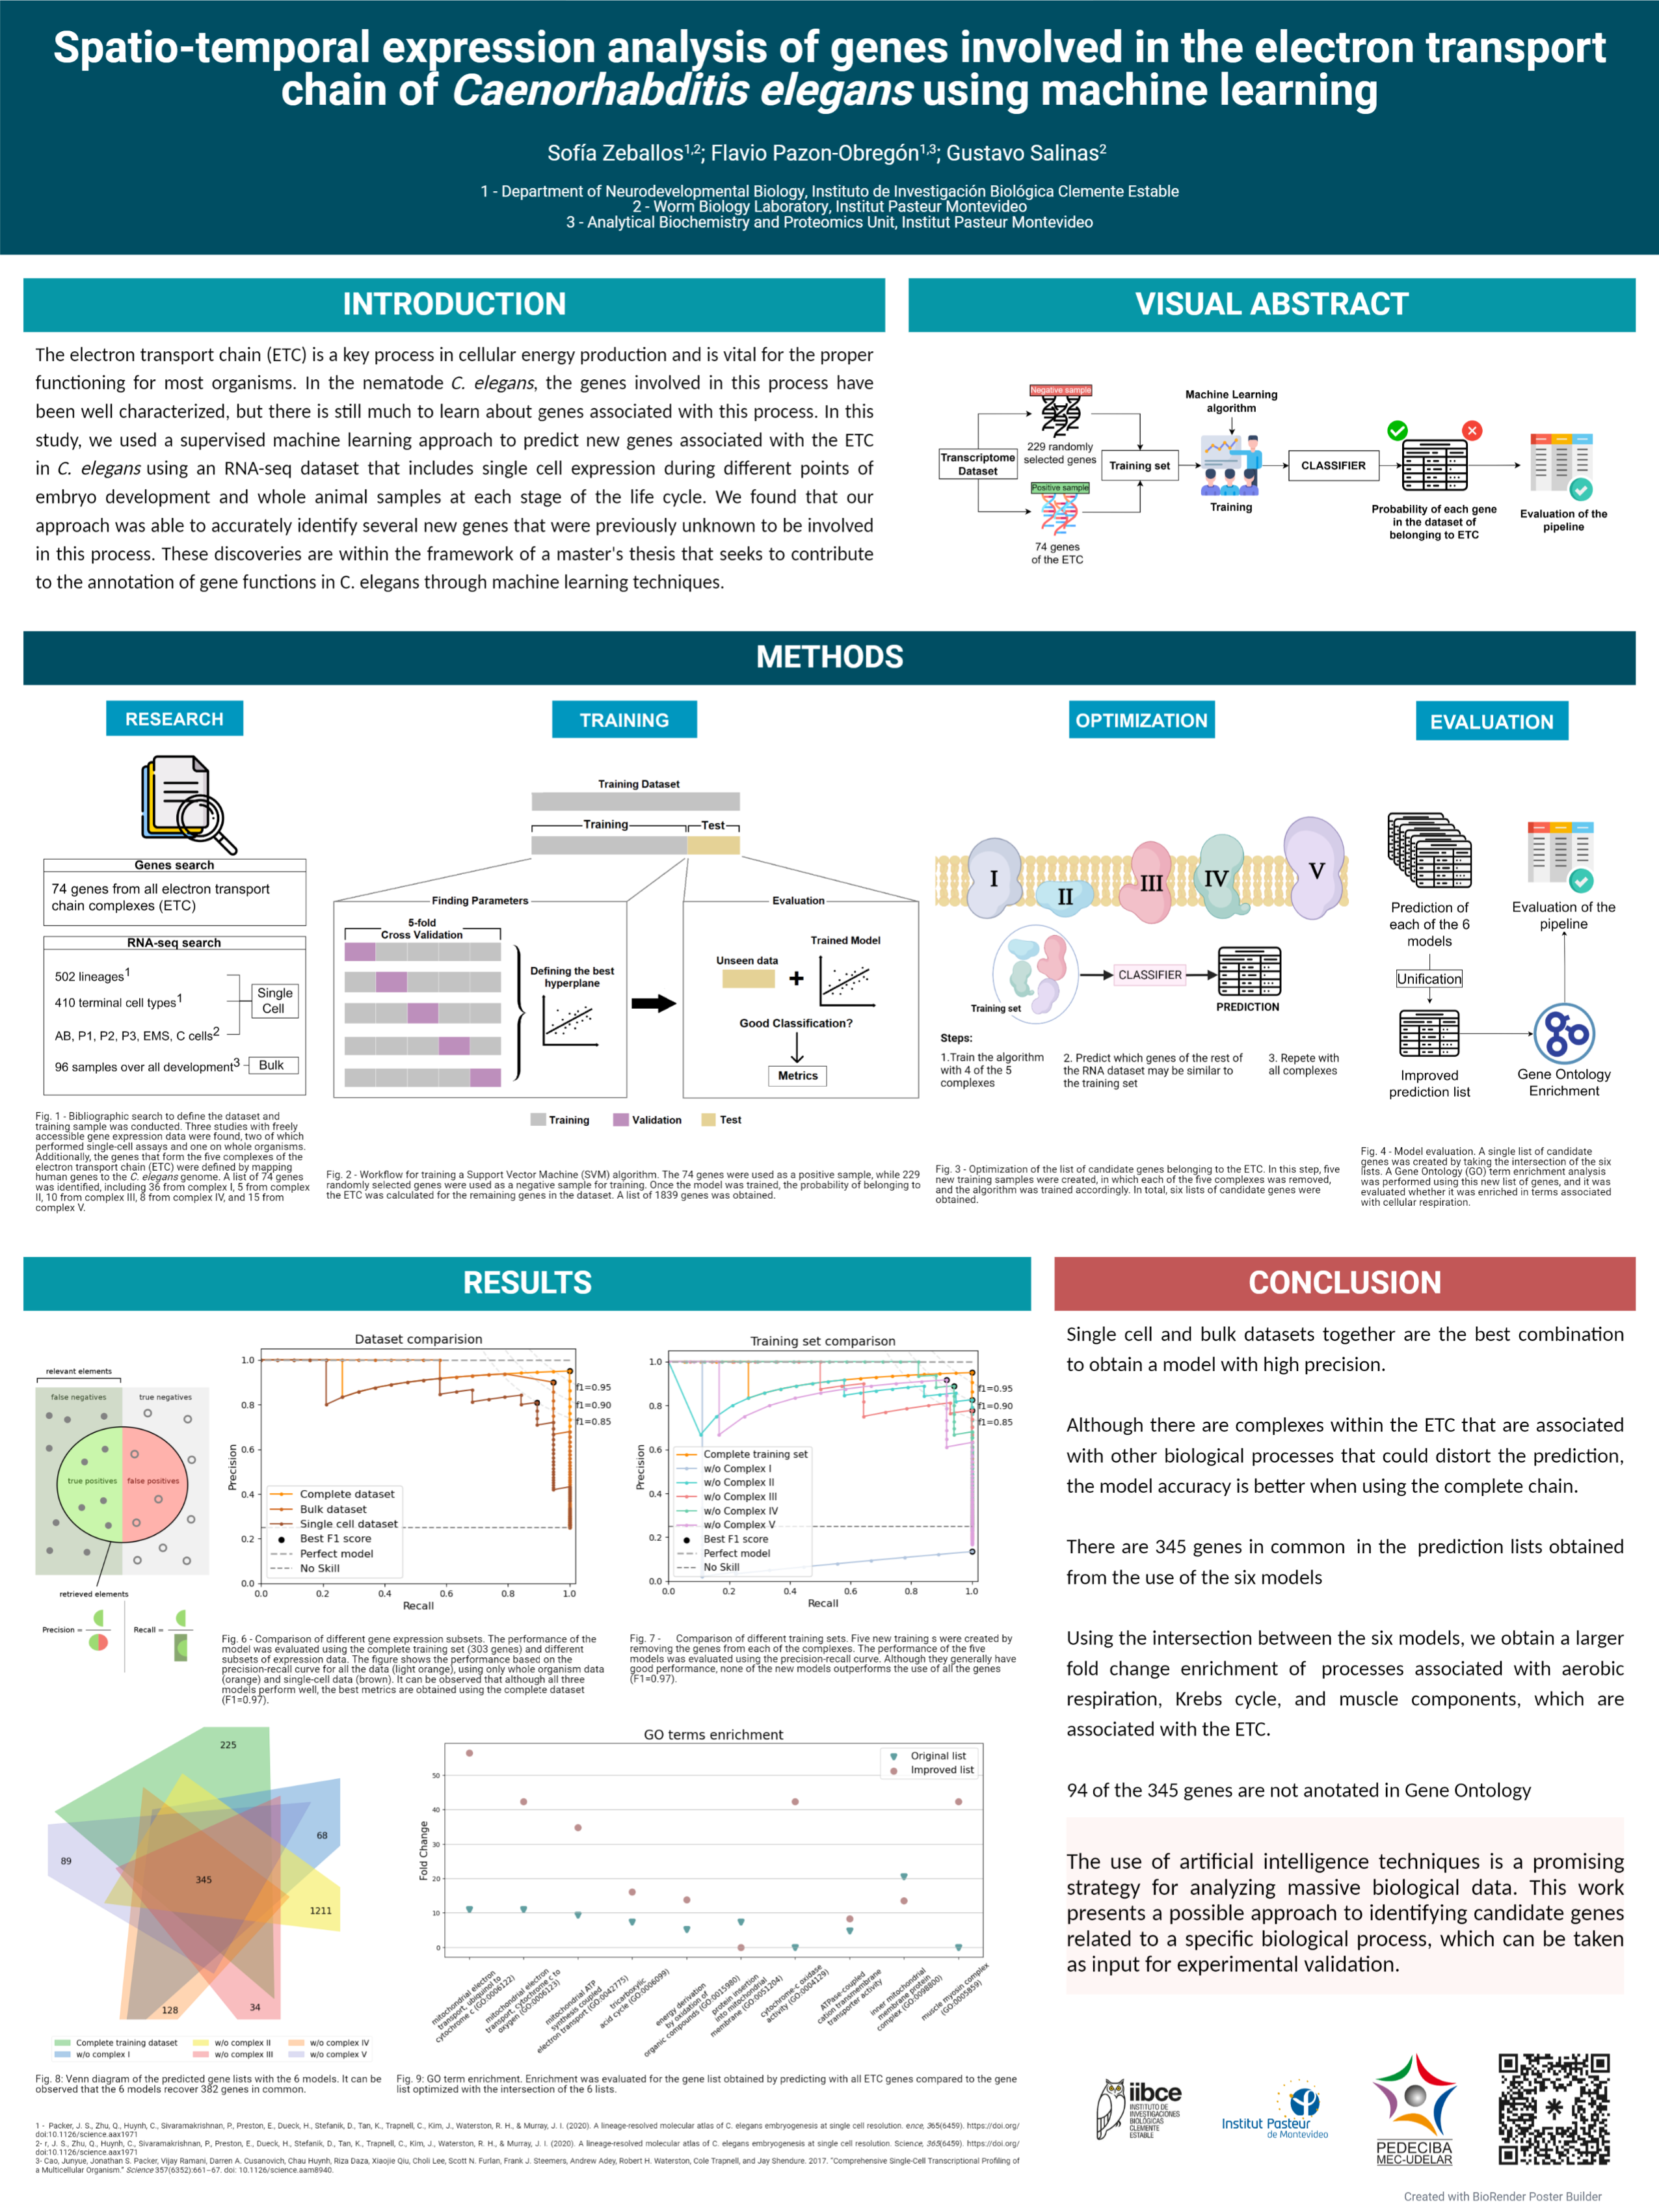 Spatio-temporal expression analysis of genes involved in the electron transport
chain of Caenorhabditis elegans using machine learning
Sofía Zeballos1,2; Flavio Pazon-Obregón1,3; Gustavo Salinas2
1 - Department of Neurodevelopmental Biology, Instituto de Investigación Biológica Clemente Estable
2 - Worm Biology Laboratory, Institut Pasteur Montevideo
3 - Analytical Biochemistry and Proteomics Unit, Institut Pasteur Montevideo
INTRODUCTION
The electron transport chain (ETC) is a key process in cellular energy production and is vital for the proper
functioning for most organisms. In the nematode C. elegans, the genes involved in this process have
been well characterized, but there is still much to learn about genes associated with this process. In this
study, we used a supervised machine learning approach to predict new genes associated with the ETC
in C. elegans using an RNA-seq dataset that includes single cell expression during different points of
embryo development and whole animal samples at each stage of the life cycle. We found that our
approach was able to accurately identify several new genes that were previously unknown to be involved
in this process. These discoveries are within the framework of a master's thesis that seeks to contribute
to the annotation of gene functions in C. elegans through machine learning techniques.
VISUAL ABSTRACT
Transcriptome
Dataset
Negative sample
229 randomly
selected genes
Positive sample
74 genes
of the ETC
Training set
Machine Learning
algorithm
Training
CLASSIFIER
Probability of each gene
in the dataset of
belonging to ETC
Evaluation of the
pipeline
METHODS
RESEARCH
Genes search
74 genes from all electron transport
chain complexes (ETC)
RNA-seq search
502 lineages1
410 terminal cell types1
AB, P1, P2, P3, EMS, C cells2
Single
Cell
96 samples over all development3
Bulk
Fig. 1 - Bibliographic search to define the dataset and
training sample was conducted. Three studies with freely
accessible gene expression data were found, two of which
performed single-cell assays and one on whole organisms.
Additionally, the genes that form the five complexes of the
electron transport chain (ETC) were defined by mapping
human genes to the C. elegans genome. A list of 74 genes
was identified, including 36 from complex I, 5 from complex
II, 10 from complex III, 8 from complex IV, and 15 from
complex V.
TRAINING
Training Dataset
Training
Test
Finding Parameters
5-fold
Cross Validation
Defining the best
hyperplane
Evaluation
Trained Model
Unseen data
+
Good Classification?
Metrics
Training
Validation
Test
Fig. 2 - Workflow for training a Support Vector Machine (SVM) algorithm. The 74 genes were used as a positive sample, while 229
randomly selected genes were used as a negative sample for training. Once the model was trained, the probability of belonging to
the ETC was calculated for the remaining genes in the dataset. A list of 1839 genes was obtained.
OPTIMIZATION
I
II
III
IV
V
Training set
CLASSIFIER
PREDICTION
Steps:
1.Train the algorithm
with 4 of the 5
complexes
2. Predict which genes of the rest of
the RNA dataset may be similar to
the training set
3. Repete with
all complexes
Fig. 3 - Optimization of the list of candidate genes belonging to the ETC. In this step, five
new training samples were created, in which each of the five complexes was removed,
and the algorithm was trained accordingly. In total, six lists of candidate genes were
obtained.
EVALUATION
Prediction of
each of the 6
models
Unification
Improved
prediction list
Evaluation of the
pipeline
Gene Ontology
Enrichment
Fig. 4 - Model evaluation. A single list of candidate
genes was created by taking the intersection of the six
lists. A Gene Ontology (GO) term enrichment analysis
was performed using this new list of genes, and it was
evaluated whether it was enriched in terms associated
with cellular respiration.
RESULTS
relevant elements
false negatives
true negatives
true positives
false positives
retrieved elements
Precision =
Recall =
Dataset comparision
Precision
1.0
0.8
0.6
0.4
0.2
0.0
f1=0.95
f1=0.90
f1=0.85
Complete dataset
Bulk dataset
Single cell dataset
Best F1 score
Perfect model
No Skill
0.0 0.2 0.4 0.6 0.8 1.0
Recall
Fig. 6 - Comparison of different gene expression subsets. The performance of the
model was evaluated using the complete training set (303 genes) and different
subsets of expression data. The figure shows the performance based on the
precision-recall curve for all the data (light orange), using only whole organism data
(orange) and single-cell data (brown). It can be observed that although all three
models perform well, the best metrics are obtained using the complete dataset
(F1=0.97).
Training set comparison
Precision
1.0
0.8
0.6
0.4
0.2
0.0
f1=0.95
f1=0.90
f1=0.85
Complete training set
w/o Complex I
w/o Complex II
w/o Complex III
w/o Complex IV
w/o Complex V
Best F1 score
Perfect model
No Skill
0.0 0.2 0.4 0.6 0.8 1.0
Recall
Fig. 7 - Comparison of different training sets. Five new training s were created by
removing the genes from each of the complexes. The performance of the five
models was evaluated using the precision-recall curve. Although they generally have
good performance, none of the new models outperforms the use of all the genes
(F1=0.97).
225
68
89
345
1211
128
34
Complete training dataset
w/o complex I
w/o complex II
w/o complex III
w/o complex IV
w/o complex V
Fig. 8: Venn diagram of the predicted gene lists with the 6 models. It can be
observed that the 6 models recover 382 genes in common.
GO terms enrichment
Original list
Improved list
Fold Change
50
40
30
20
10
0
mitochondrial electron
transport, ubiquinol to
cytochrome c (GO:0006122)
mitochondrial electron
transport, cytochrome c to
oxygen (GO:0006123)
mitochondrial ATP
synthesis coupled
electron transport (GO:0042775)
tricarboxylic
acid cycle (GO:0006099)
energy derivation
by oxidation of
organic compounds (GO:0015980)
protein insertion
into mitochondrial
membrane (GO:0051204)
cytochrome-c oxidase
activity (GO:0004129)
ATPase-coupled
cation transmembrane
transporter activity
inner mitochondrial
membrane protein
complex (GO:0098800)
muscle myosin complex
(GO:0005859)
Fig. 9: GO term enrichment. Enrichment was evaluated for the gene list obtained by predicting with all ETC genes compared to the gene
list optimized with the intersection of the 6 lists.
1 - Packer, J. S., Zhu, Q., Huynh, C., Sivaramakrishnan, P., Preston, E., Dueck, H., Stefanik, D., Tan, K., Trapnell, C., Kim, J., Waterston, R. H., & Murray, J. I. (2020). A lineage-resolved molecular atlas of C. elegans embryogenesis at single cell resolution. ence, 365(6459). https://doi.org/
doi:10.1126/science.aax1971
2- r, J. S., Zhu, Q., Huynh, C., Sivaramakrishnan, P., Preston, E., Dueck, H., Stefanik, D., Tan, K., Trapnell, C., Kim, J., Waterston, R. H., & Murray, J. I. (2020). A lineage-resolved molecular atlas of C. elegans embryogenesis at single cell resolution. Science, 365(6459). https://doi.org/
doi:10.1126/science.aax1971
3- Cao, Junyue, Jonathan S. Packer, Vijay Ramani, Darren A. Cusanovich, Chau Huynh, Riza Daza, Xiaojie Qiu, Choli Lee, Scott N. Furlan, Frank J. Steemers, Andrew Adey, Robert H. Waterston, Cole Trapnell, and Jay Shendure. 2017. "Comprehensive Single-Cell Transcriptional Profiling of
a Multicellular Organism." Science 357(6352):661–67. doi: 10.1126/science.aam8940.
CONCLUSION
Single cell and bulk datasets together are the best combination
to obtain a model with high precision.
Although there are complexes within the ETC that are associated
with other biological processes that could distort the prediction,
the model accuracy is better when using the complete chain.
There are 345 genes in common in the prediction lists obtained
from the use of the six models
Using the intersection between the six models, we obtain a larger
fold change enrichment of processes associated with aerobic
respiration, Krebs cycle, and muscle components, which are
associated with the ETC.
94 of the 345 genes are not anotated in Gene Ontology
The use of artificial intelligence techniques is a promising
strategy for analyzing massive biological data. This work
presents a possible approach to identifying candidate genes
related to a specific biological process, which can be taken
as input for experimental validation.
iibce
INSTITUTO DE
INVESTIGACIONES
BIOLÓGICAS
CLEMENTE
ESTABLE
Institut Pasteur
de Montevideo
PEDECIBA
MEC-UDELAR
Created with BioRender Poster Builder